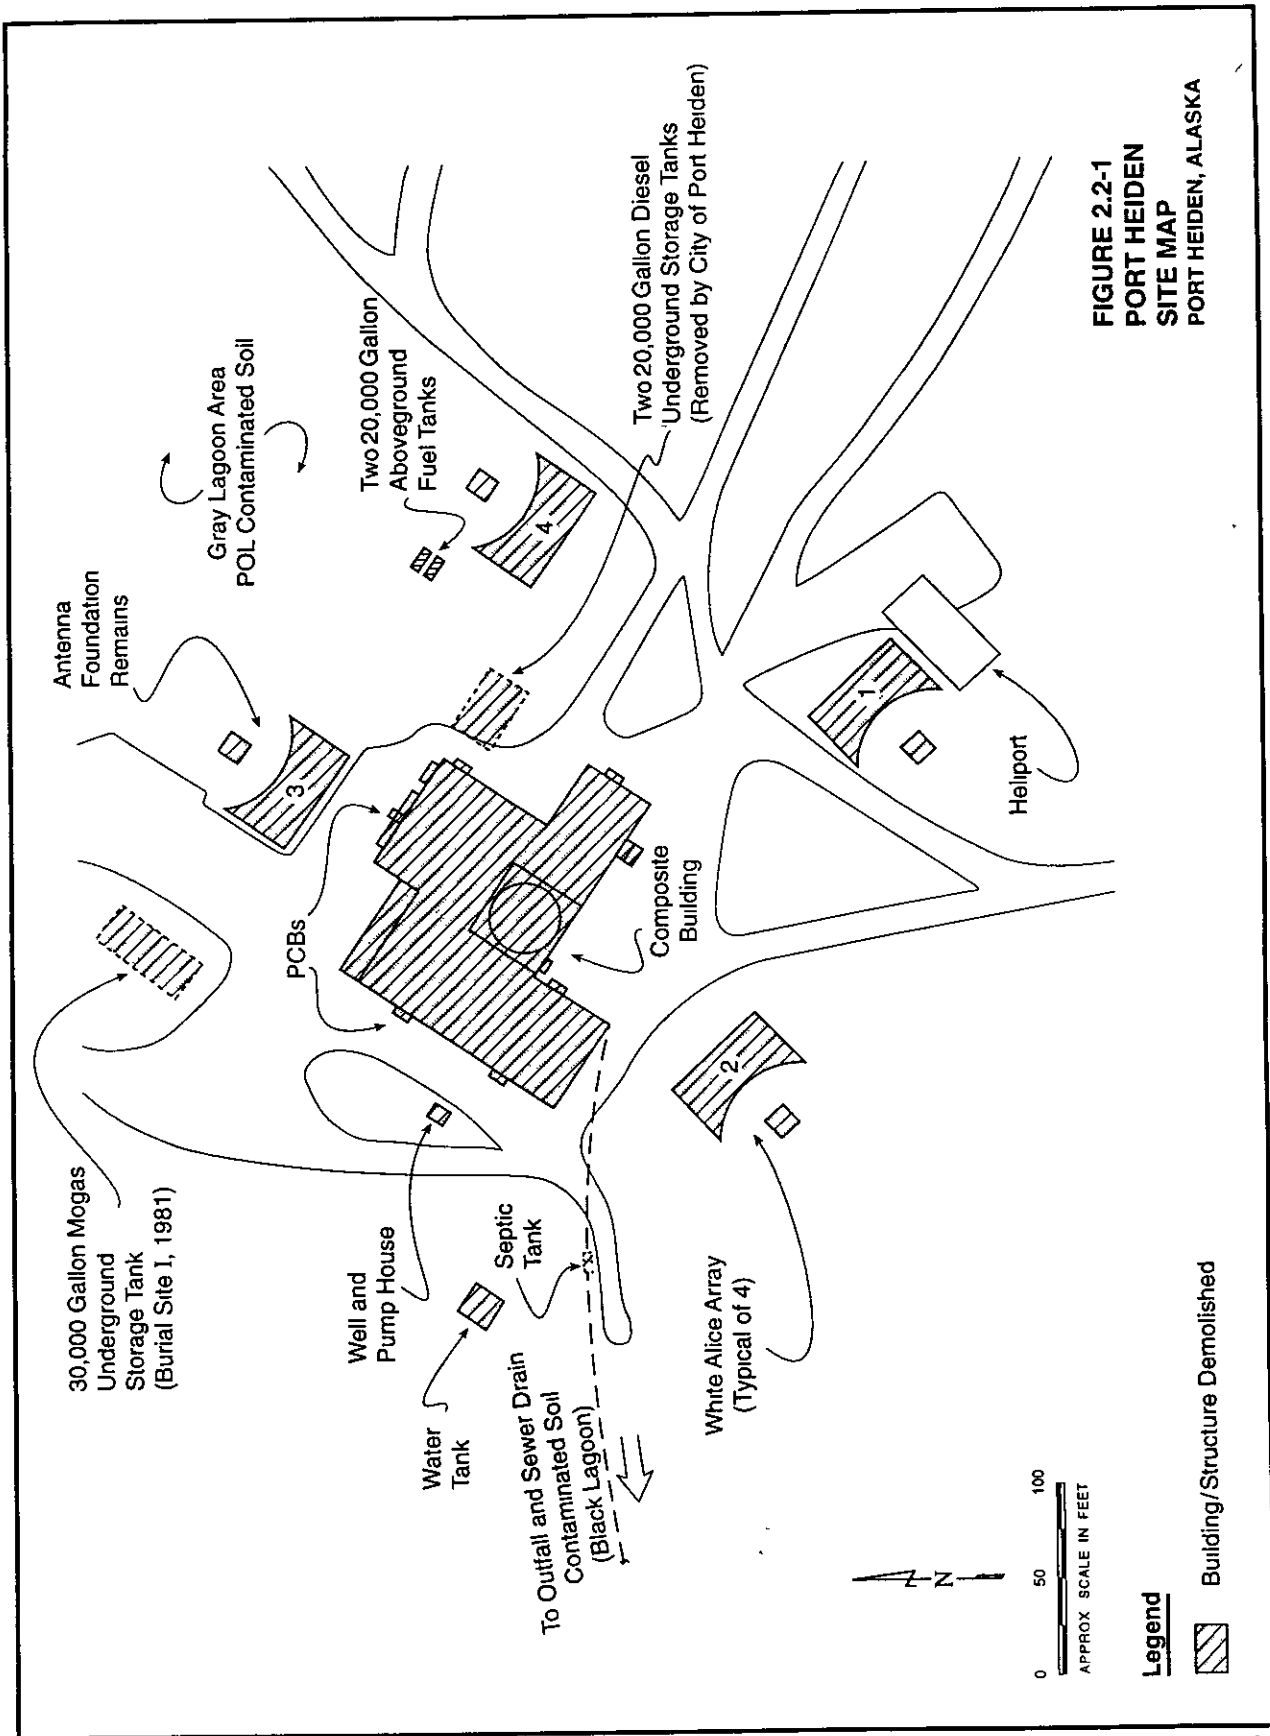 30,000 Gallon Mogas
Underground
Storage Tank
(Burial Site I, 1981)
Antenna
Foundation
Remains
Gray Lagoon Area
POL Contaminated Soil
Two 20,000 Gallon
Aboveground
Fuel Tanks
Two 20,000 Gallon Diesel
Underground Storage Tanks
(Removed by City of Port Heiden)
PCBs
Well and
Pump House
Water
Tank
Septic
Tank
To Outfall and Sewer Drain
Contaminated Soil
(Black Lagoon)
3
4
Composite
Building
2
1
White Alice Array
(Typical of 4)
Heliport
N
0 50 100
APPROX SCALE IN FEET
Legend
Building/Structure Demolished
FIGURE 2.2-1
PORT HEIDEN
SITE MAP
PORT HEIDEN, ALASKA